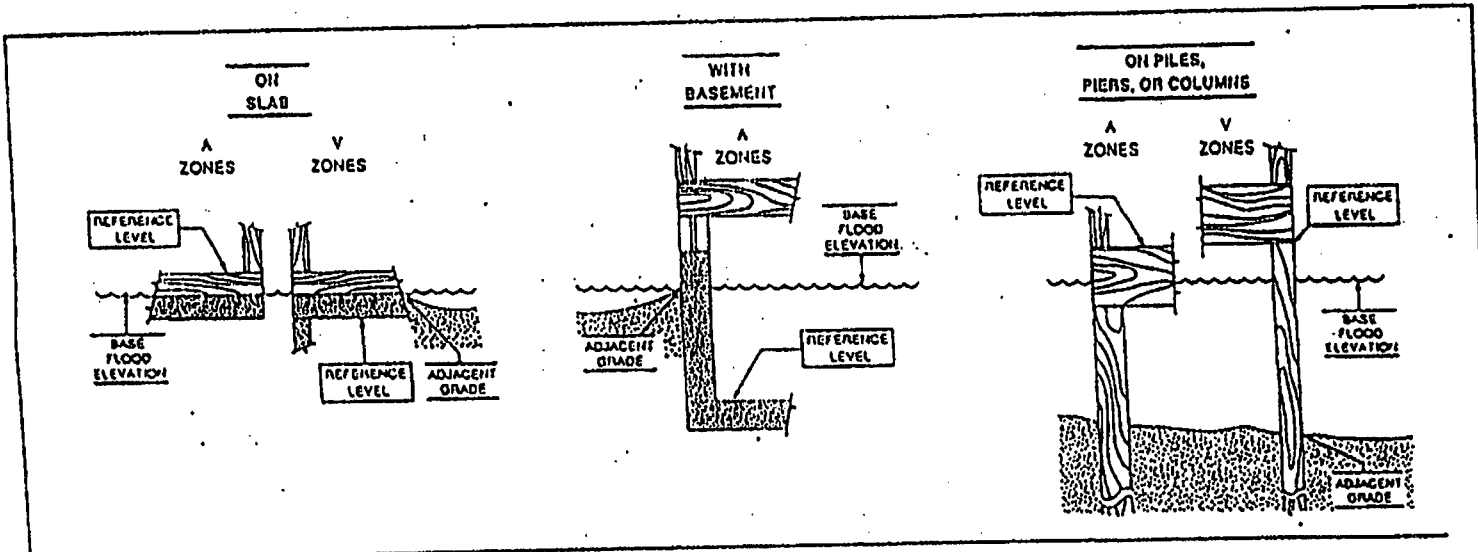 ON
SLAB
A
ZONES
V
ZONES
REFERENCE
LEVEL
BASE
FLOOD
ELEVATION
REFERENCE
LEVEL
ADJACENT
GRADE
WITH
BASEMENT
A
ZONES
BASE
FLOOD
ELEVATION
ADJACENT
GRADE
REFERENCE
LEVEL
ON PILES,
PIERS, OR COLUMNS
A
ZONES
V
ZONES
REFERENCE
LEVEL
REFERENCE
LEVEL
BASE
FLOOD
ELEVATION
ADJACENT
GRADE